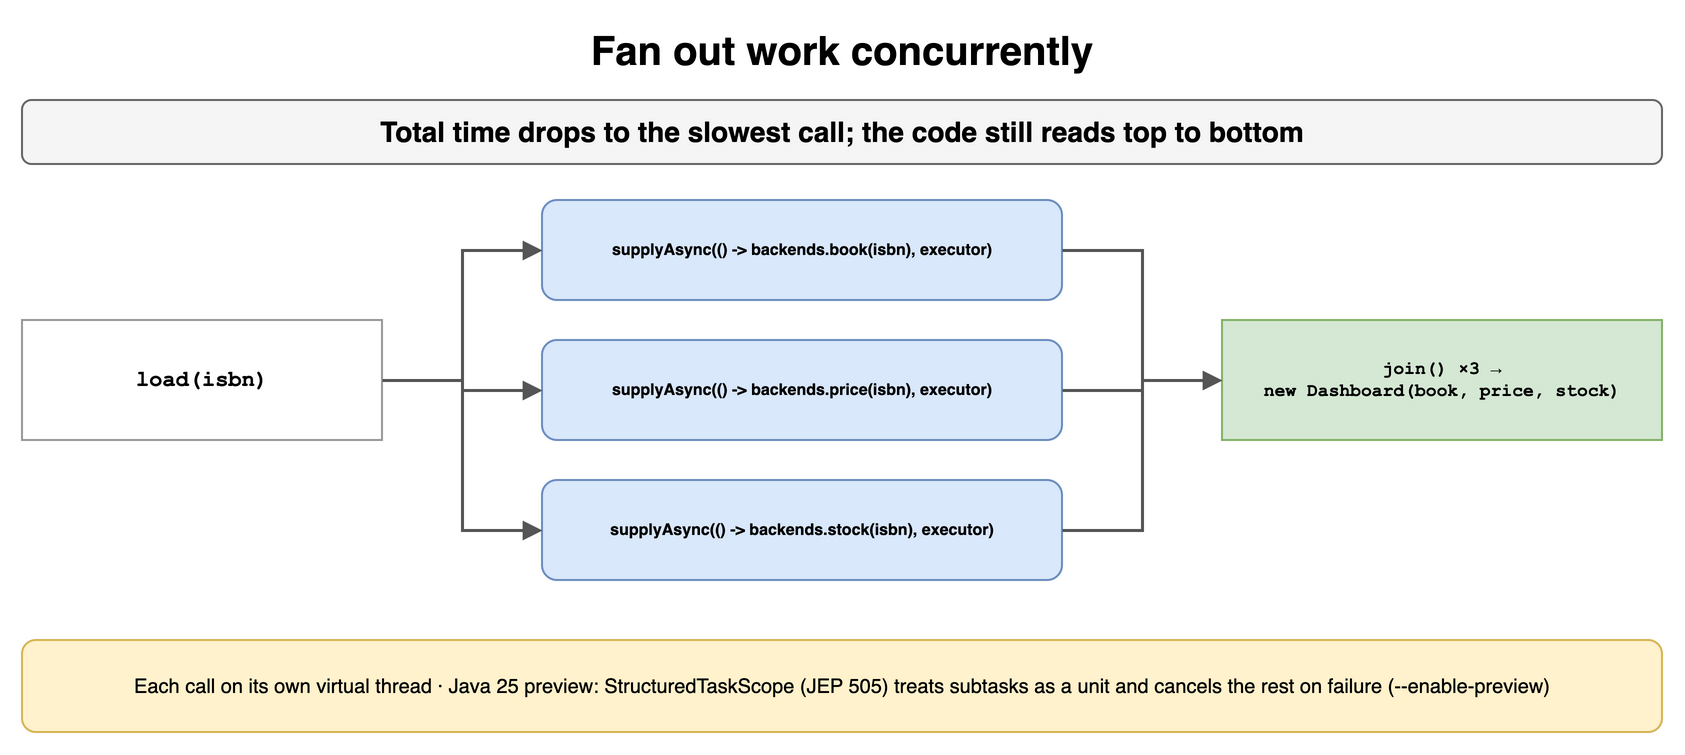 Fan out work concurrently
Total time drops to the slowest call; the code still reads top to bottom
supplyAsync(() -> backends.book(isbn), executor)
load(isbn)
supplyAsync(() -> backends.price(isbn), executor)
join() ×3 →
new Dashboard(book, price, stock)
supplyAsync(() -> backends.stock(isbn), executor)
Each call on its own virtual thread · Java 25 preview: StructuredTaskScope (JEP 505) treats subtasks as a unit and cancels the rest on failure (--enable-preview)